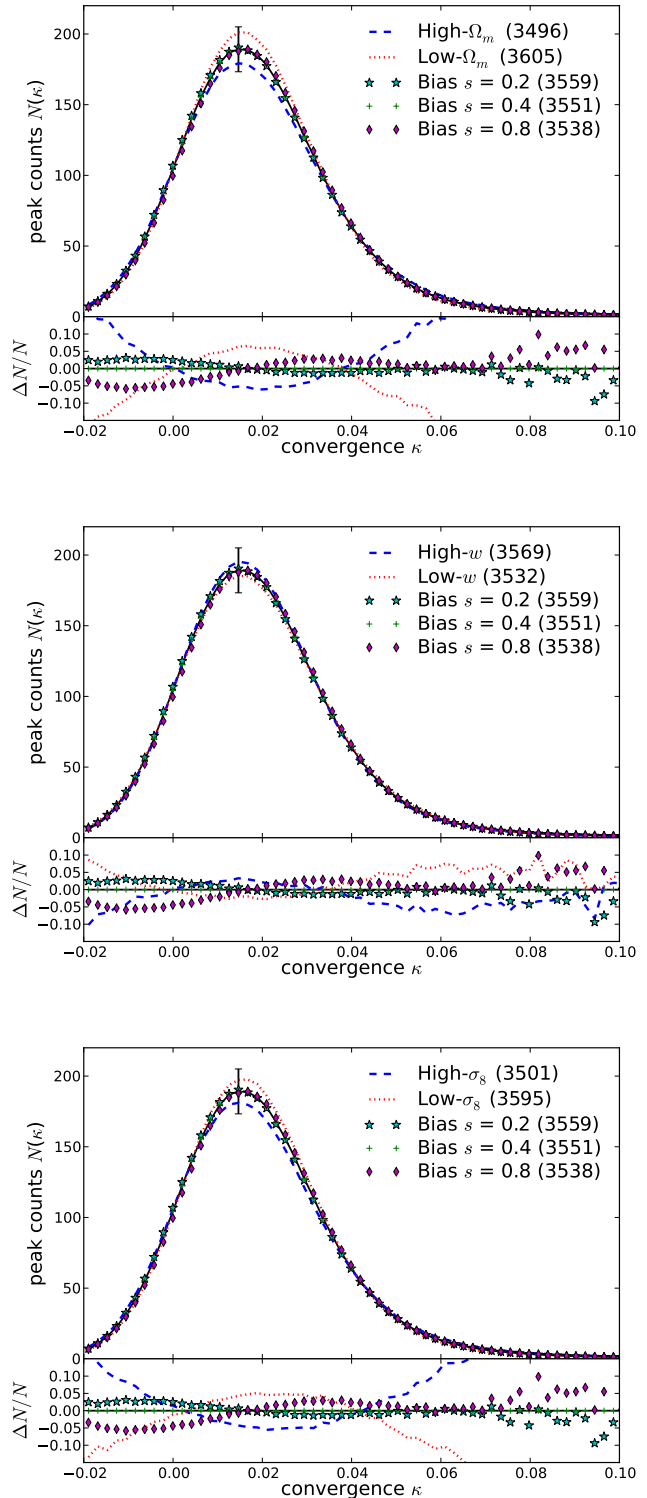 High-Ωm (3496)
Low-Ωm (3605)
Bias s = 0.2 (3559)
Bias s = 0.4 (3551)
Bias s = 0.8 (3538)
peak counts N(κ)
200
150
100
50
0
ΔN/N
0.10
0.05
0.00
−0.05
−0.10
−0.02 0.00 0.02 0.04 0.06 0.08 0.10
convergence κ
High-w (3569)
Low-w (3532)
Bias s = 0.2 (3559)
Bias s = 0.4 (3551)
Bias s = 0.8 (3538)
peak counts N(κ)
200
150
100
50
0
ΔN/N
0.10
0.05
0.00
−0.05
−0.10
−0.02 0.00 0.02 0.04 0.06 0.08 0.10
convergence κ
High-σ8 (3501)
Low-σ8 (3595)
Bias s = 0.2 (3559)
Bias s = 0.4 (3551)
Bias s = 0.8 (3538)
peak counts N(κ)
200
150
100
50
0
ΔN/N
0.10
0.05
0.00
−0.05
−0.10
−0.02 0.00 0.02 0.04 0.06 0.08 0.10
convergence κ